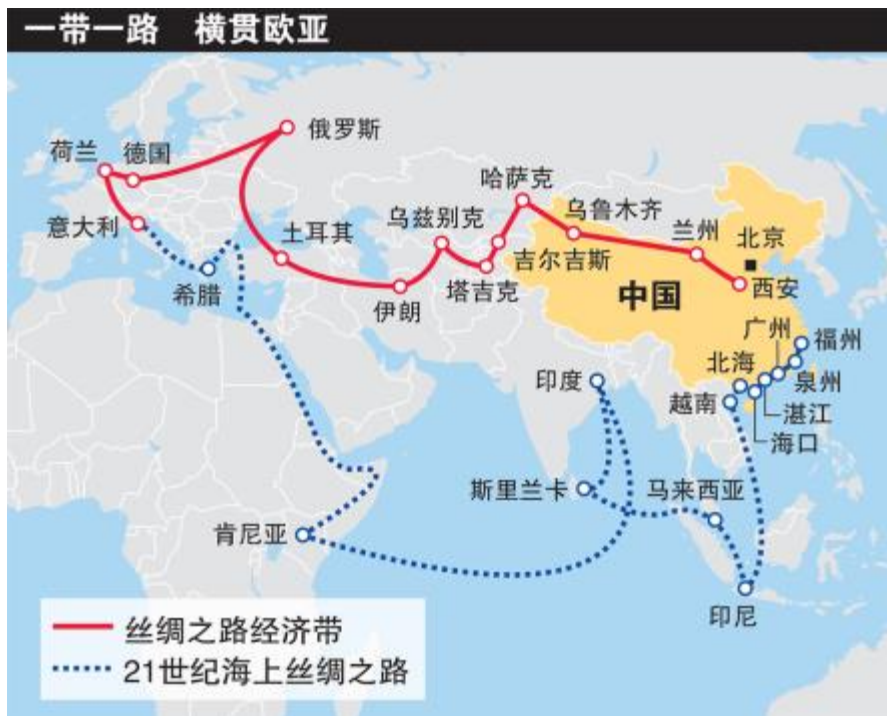 一带一路 横贯欧亚
俄罗斯
荷兰
德国
哈萨克
意大利
乌兹别克
乌鲁木齐
土耳其
兰州
北京
吉尔吉斯
希腊
伊朗
塔吉克
中国
西安
广州
福州
北海
印度
越南
泉州
湛江
海口
斯里兰卡
马来西亚
肯尼亚
印尼
丝绸之路经济带
21世纪海上丝绸之路